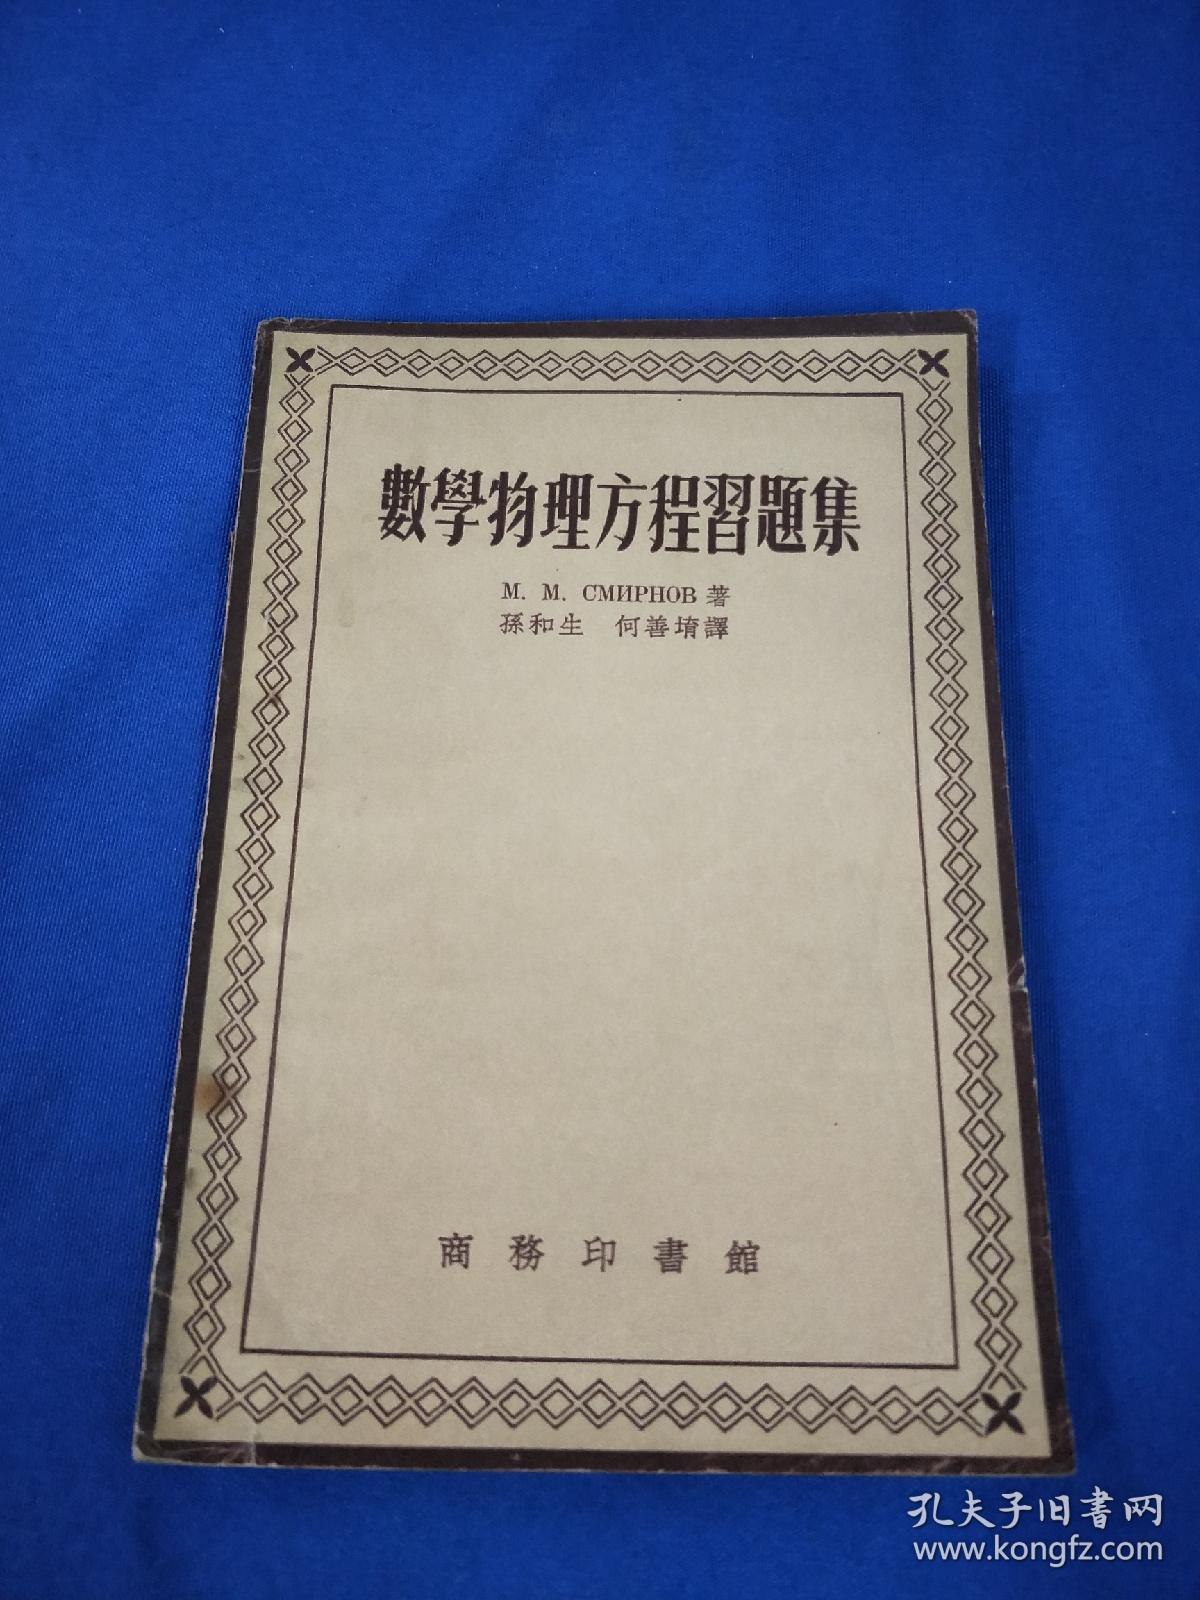 數學物理方程習題集
М. М. СМИРНОВ 著
孫和生 何善堉譯
商務印書館
孔夫子旧书网
www.kongfz.com